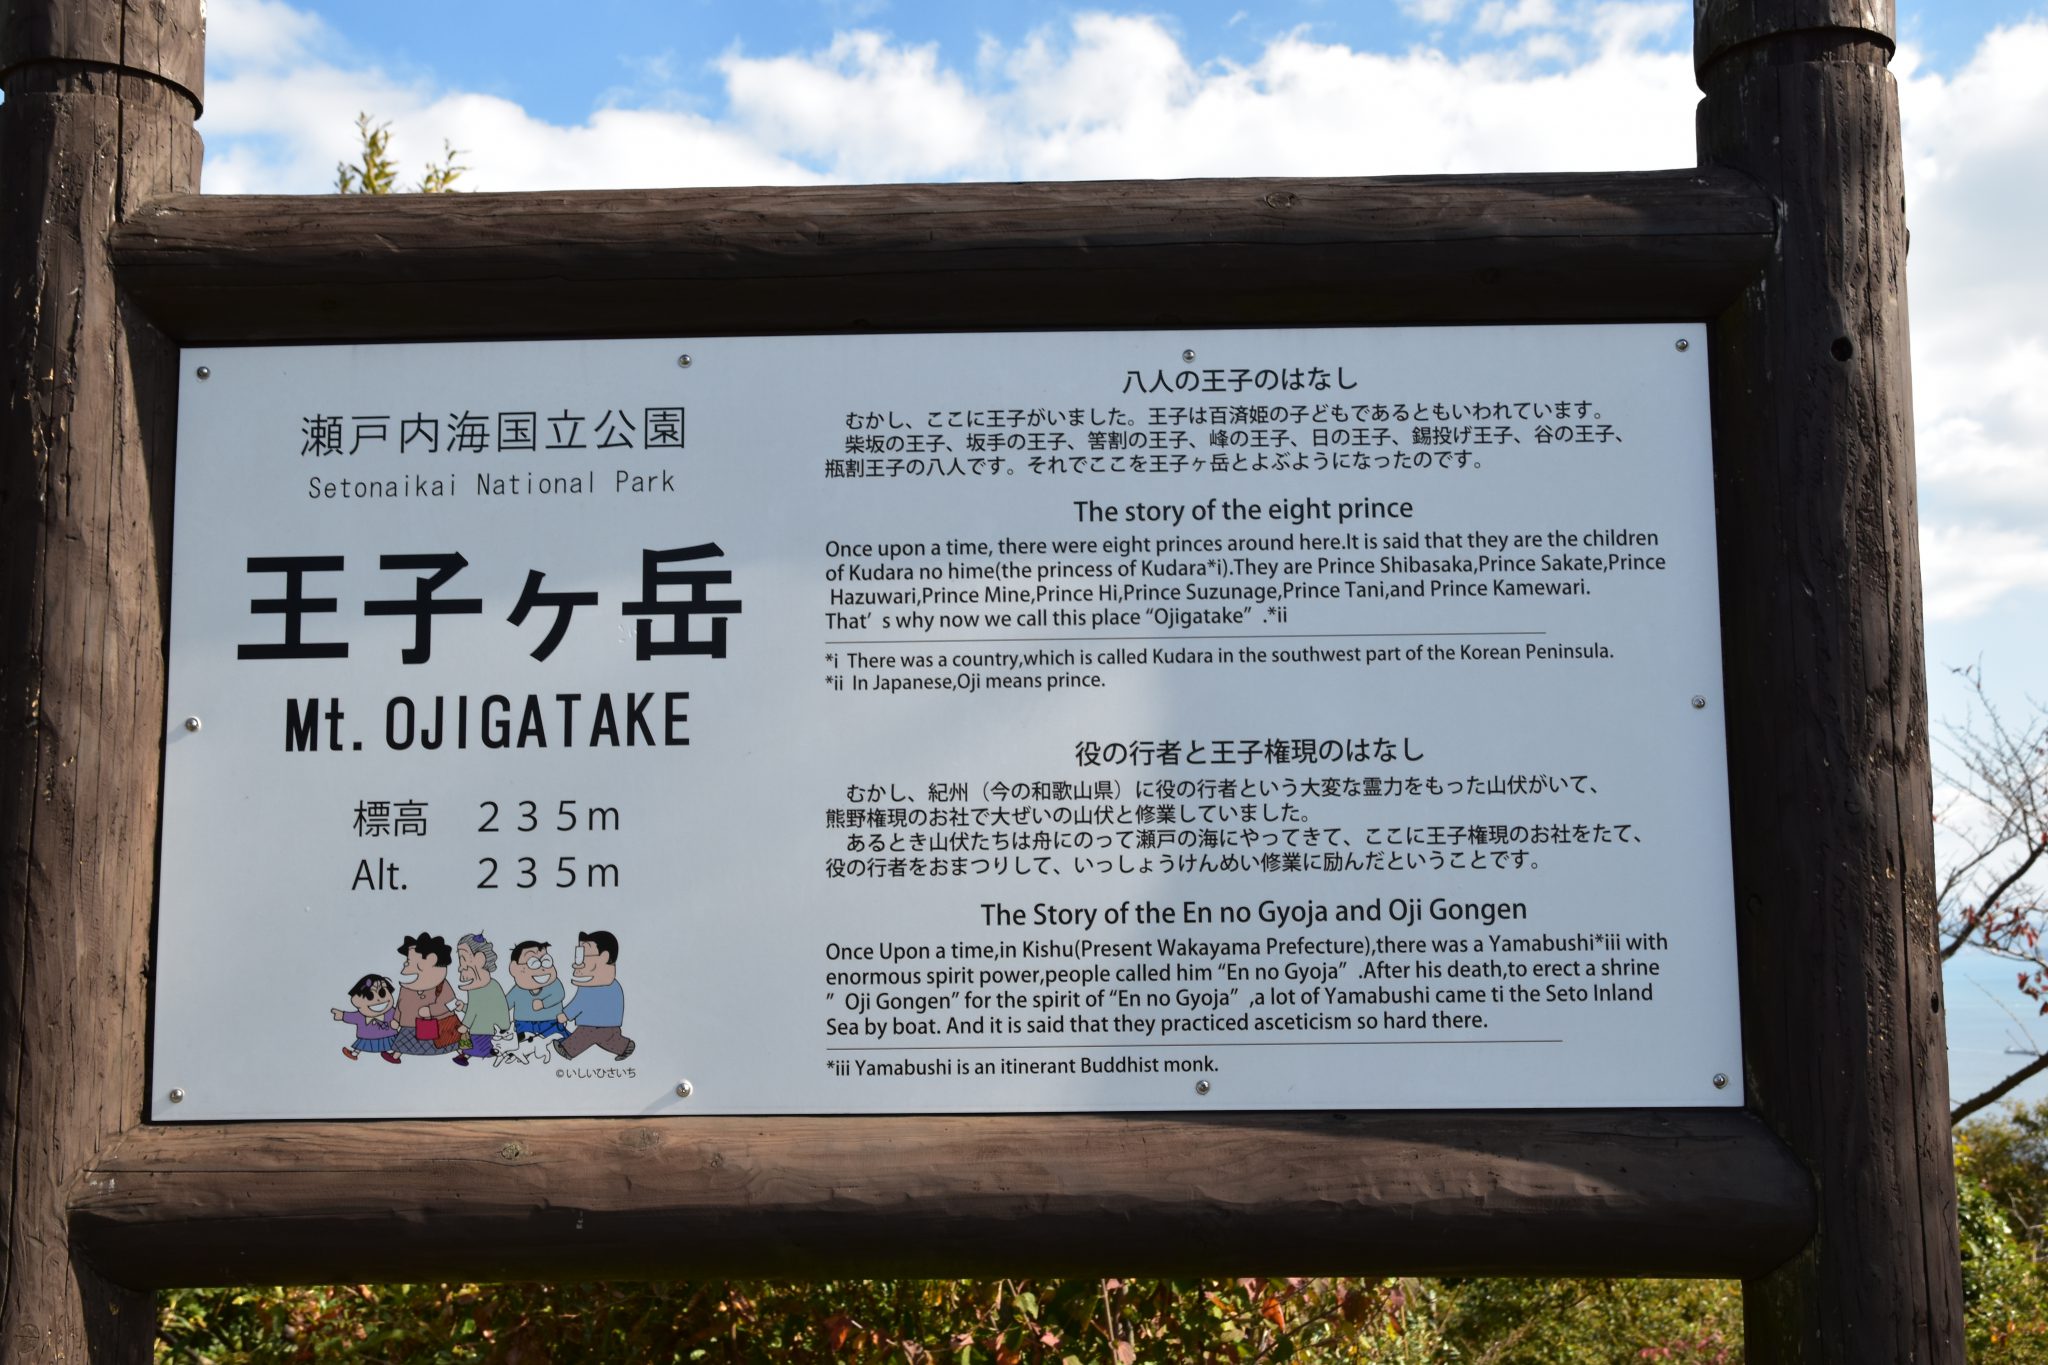 瀬戸内海国立公園
Setonaikai National Park
王子ヶ岳
Mt. OJIGATAKE
標高 235m
Alt. 235m
©いしいひさいち
八人の王子のはなし
むかし、ここに王子がいました。王子は百済姫の子どもであるともいわれています。
柴坂の王子、坂手の王子、筈割の王子、峰の王子、日の王子、錫投げ王子、谷の王子、
瓶割王子の八人です。それでここを王子ヶ岳とよぶようになったのです。
The story of the eight prince
Once upon a time, there were eight princes around here.It is said that they are the children
of Kudara no hime(the princess of Kudara*i).They are Prince Shibasaka,Prince Sakate,Prince
Hazuwari,Prince Mine,Prince Hi,Prince Suzunage,Prince Tani,and Prince Kamewari.
That’ s why now we call this place “Ojigatake” .*ii
*i There was a country,which is called Kudara in the southwest part of the Korean Peninsula.
*ii In Japanese,Oji means prince.
役の行者と王子権現のはなし
むかし、紀州（今の和歌山県）に役の行者という大変な霊力をもった山伏がいて、
熊野権現のお社で大ぜいの山伏と修業していました。
あるとき山伏たちは舟にのって瀬戸の海にやってきて、ここに王子権現のお社をたて、
役の行者をおまつりして、いっしょうけんめい修業に励んだということです。
The Story of the En no Gyoja and Oji Gongen
Once Upon a time,in Kishu(Present Wakayama Prefecture),there was a Yamabushi*iii with
enormous spirit power,people called him “En no Gyoja” .After his death,to erect a shrine
” Oji Gongen” for the spirit of “En no Gyoja” ,a lot of Yamabushi came ti the Seto Inland
Sea by boat. And it is said that they practiced asceticism so hard there.
*iii Yamabushi is an itinerant Buddhist monk.